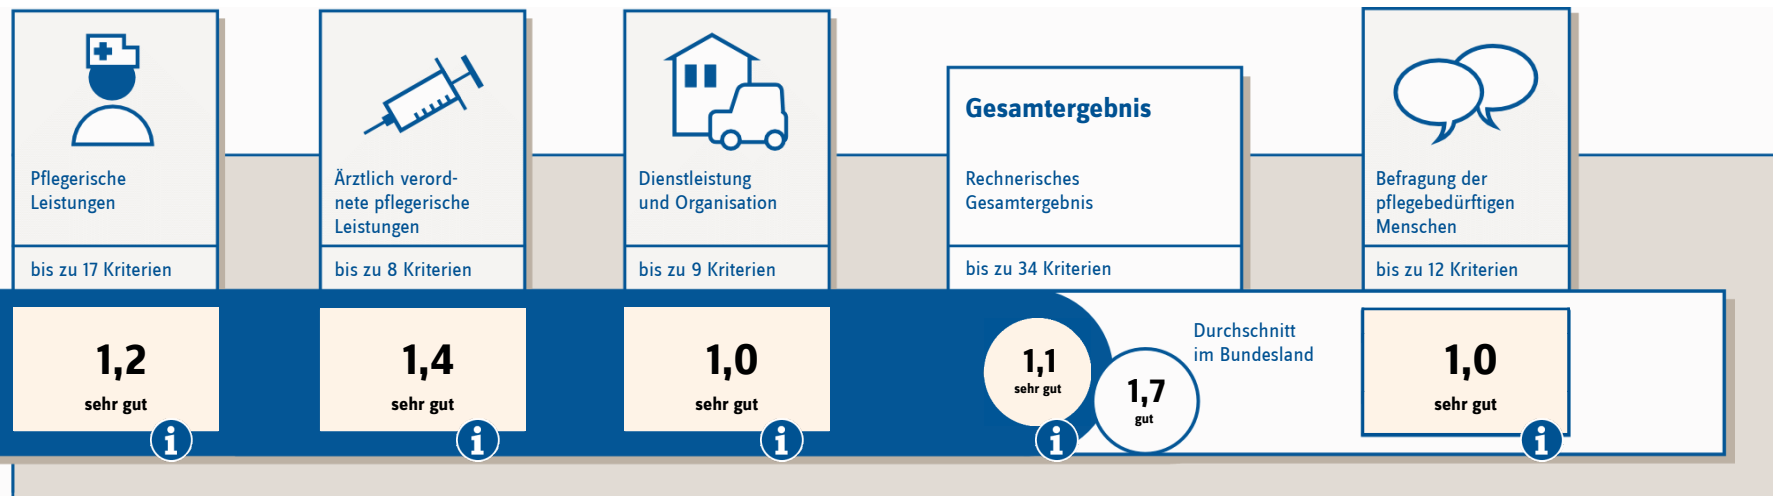 Pflegerische
Leistungen
bis zu 17 Kriterien
1,2
sehr gut
Ärztlich verord-
nete pflegerische
Leistungen
bis zu 8 Kriterien
1,4
sehr gut
Dienstleistung
und Organisation
bis zu 9 Kriterien
1,0
sehr gut
Gesamtergebnis
Rechnerisches
Gesamtergebnis
bis zu 34 Kriterien
1,1
sehr gut
1,7
gut
Durchschnitt
im Bundesland
Befragung der
pflegebedürftigen
Menschen
bis zu 12 Kriterien
1,0
sehr gut